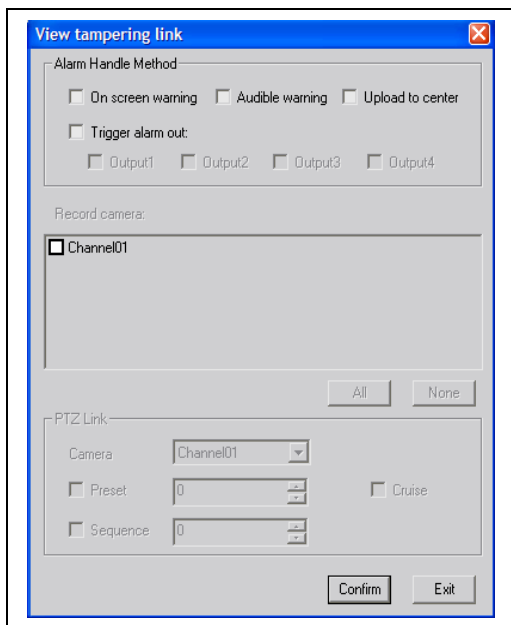 View tampering link
Alarm Handle Method
On screen warning Audible warning Upload to center
Trigger alarm out:
Output1 Output2 Output3 Output4
Record camera:
Channel01
All None
PTZ Link
Camera Channel01
Preset 0 Cruise
Sequence 0
Confirm Exit